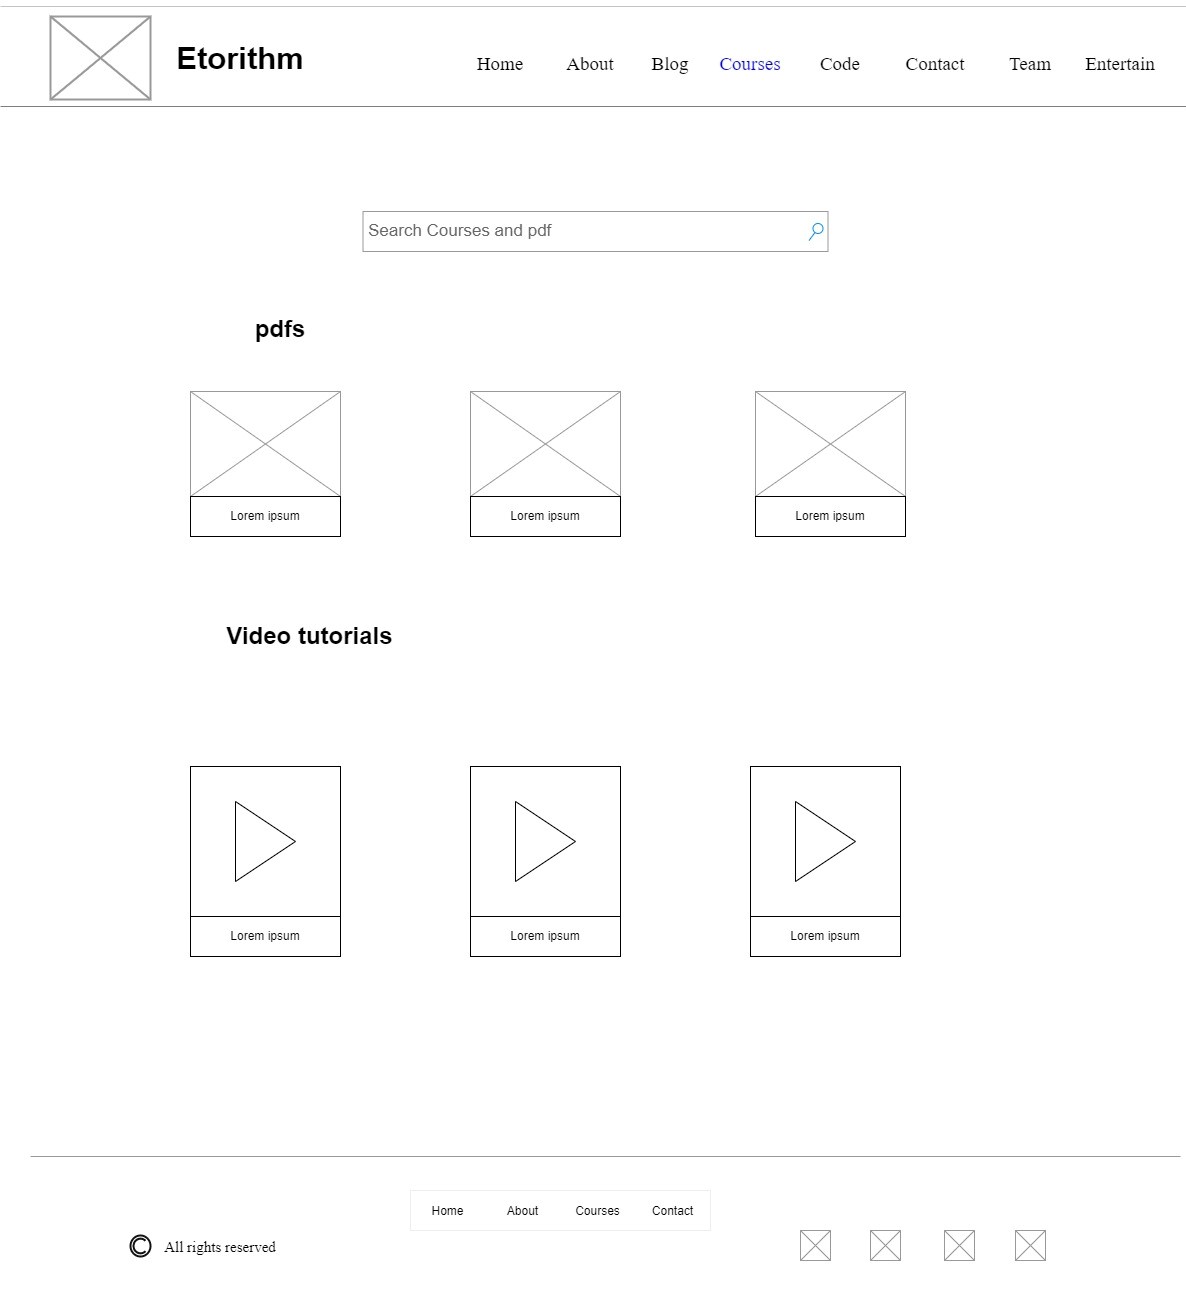 Etorithm
Home About Blog Courses Code Contact Team Entertain
Search Courses and pdf
pdfs
Lorem ipsum Lorem ipsum Lorem ipsum
Video tutorials
Lorem ipsum Lorem ipsum Lorem ipsum
Home About Courses Contact
© All rights reserved